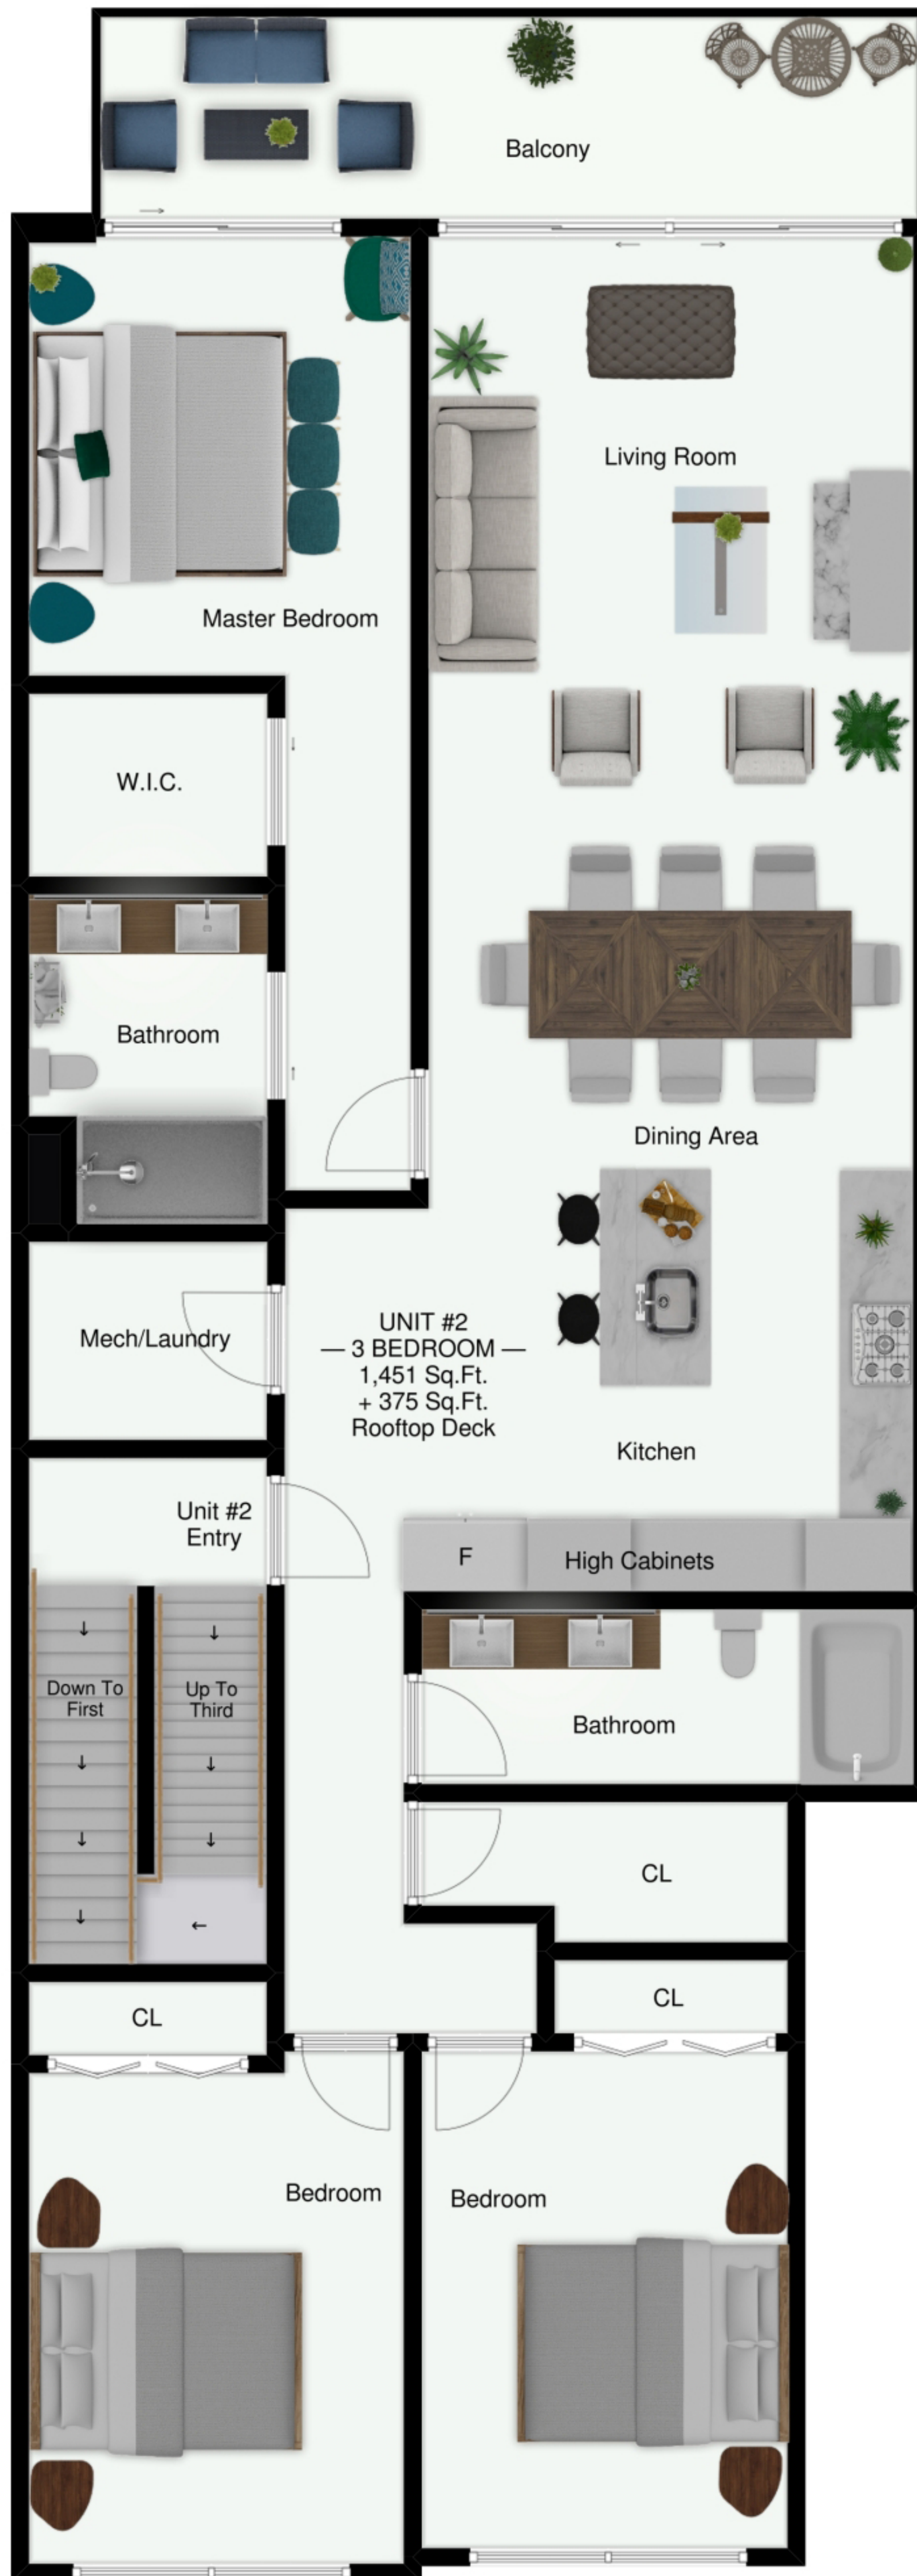 Balcony
Living Room
Master Bedroom
W.I.C.
Bathroom
Dining Area
UNIT #2
— 3 BEDROOM —
1,451 Sq.Ft.
+ 375 Sq.Ft.
Rooftop Deck
Mech/Laundry
Kitchen
Unit #2
Entry
F
High Cabinets
Down To
First
Up To
Third
Bathroom
CL
CL
CL
Bedroom
Bedroom